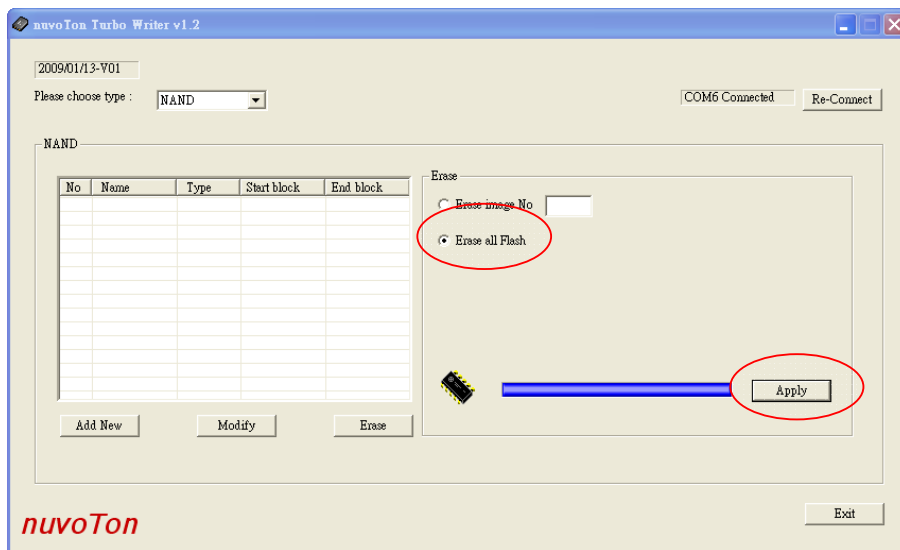 nuvoTon Turbo Writer v1.2
2009/01/13-V01
Please choose type :
NAND
COM6 Connected
Re-Connect
NAND
No Name Type Start block End block
Erase
Erase image No
Erase all Flash
Apply
Add New
Modify
Erase
Exit
nuvoTon